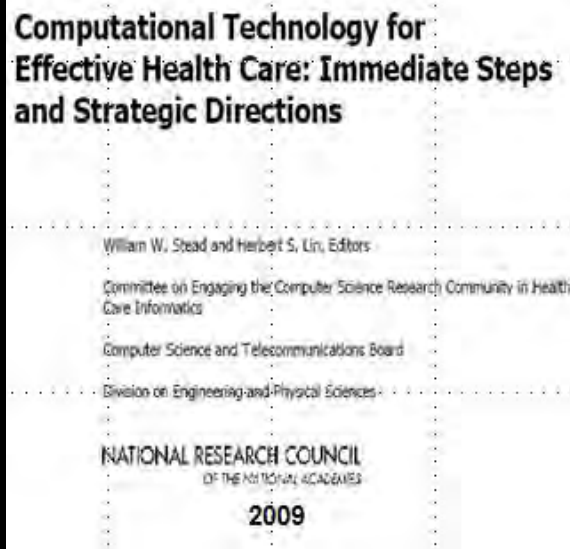 Computational Technology for
Effective Health Care: Immediate Steps
and Strategic Directions
William W. Stead and Herbert S. Lin, Editors
Committee on Engaging the Computer Science Research Community in Health
Care Informatics
Computer Science and Telecommunications Board
Division on Engineering and Physical Sciences
NATIONAL RESEARCH COUNCIL
OF THE NATIONAL ACADEMIES
2009